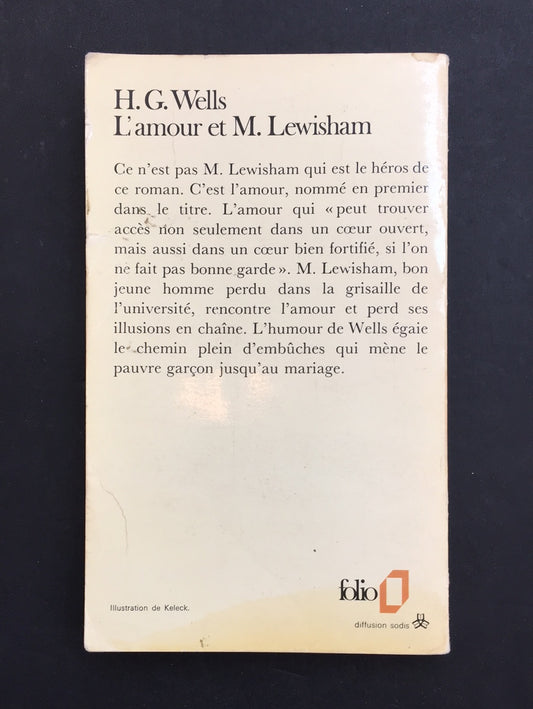 H. G. Wells
L'amour et M. Lewisham
Ce n'est pas M. Lewisham qui est le héros de
ce roman. C'est l'amour, nommé en premier
dans le titre. L'amour qui « peut trouver
accès non seulement dans un cœur ouvert,
mais aussi dans un cœur bien fortifié, si l'on
ne fait pas bonne garde ». M. Lewisham, bon
jeune homme perdu dans la grisaille de
l'université, rencontre l'amour et perd ses
illusions en chaîne. L'humour de Wells égaie
le chemin plein d'embûches qui mène le
pauvre garçon jusqu'au mariage.
folio
Illustration de Keleck.
diffusion sodis